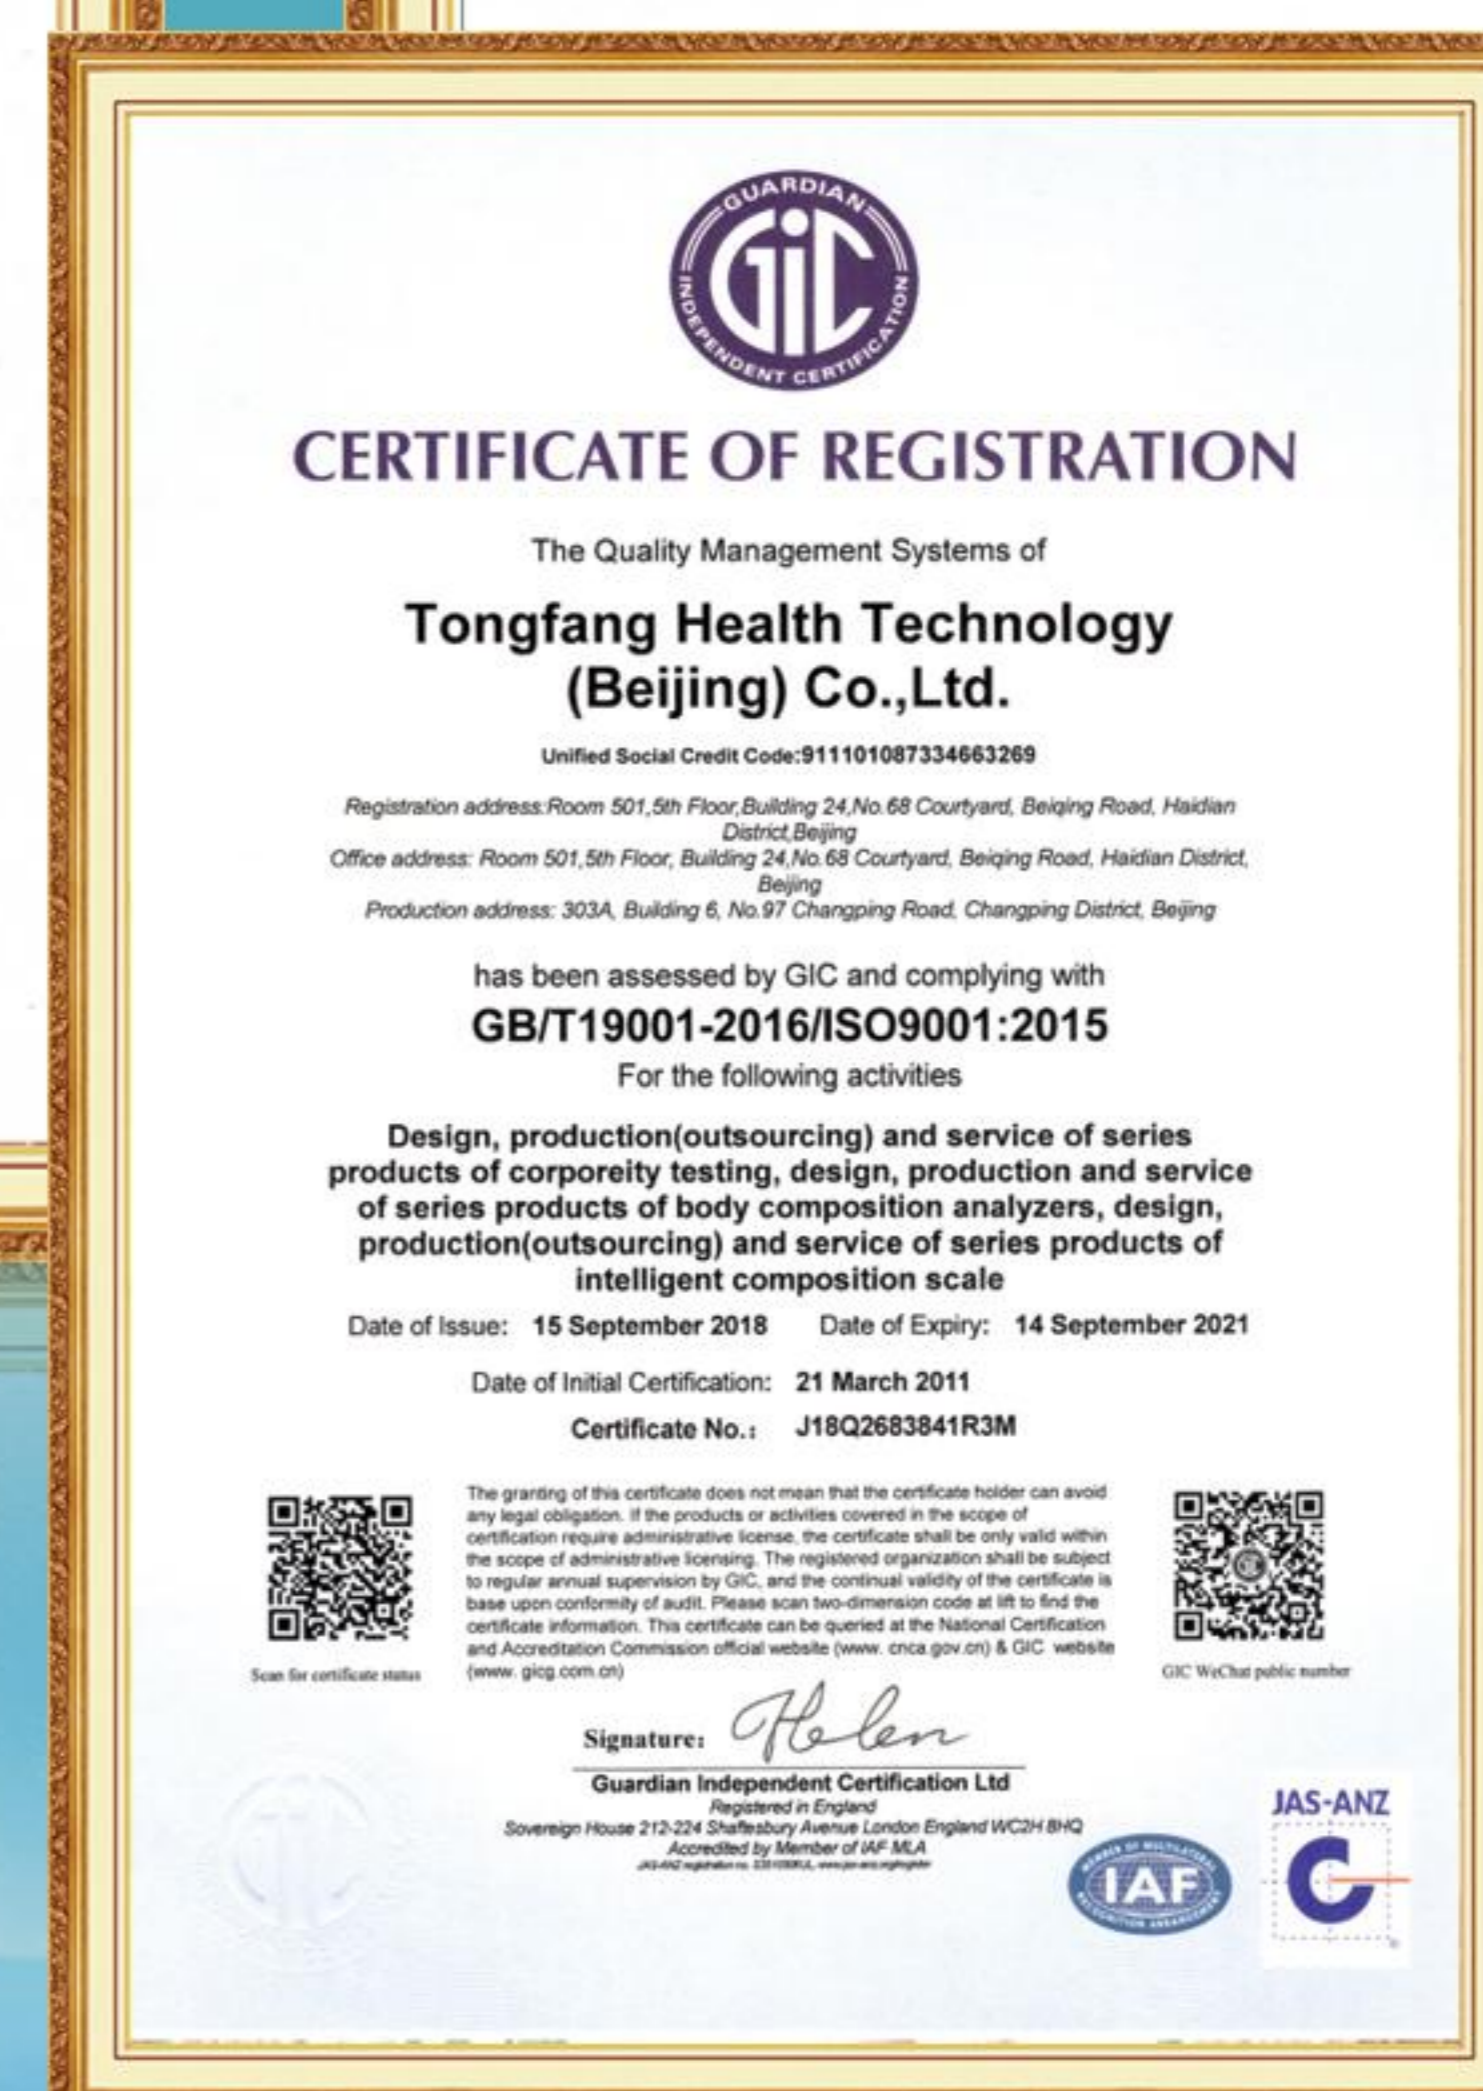 GUARDIAN
GiC
INDEPENDENT CERTIFICATION
CERTIFICATE OF REGISTRATION
The Quality Management Systems of
Tongfang Health Technology
(Beijing) Co.,Ltd.
Unified Social Credit Code:911101087334663269
Registration address:Room 501,5th Floor,Building 24,No.68 Courtyard, Beiqing Road, Haidian
District,Beijing
Office address: Room 501,5th Floor, Building 24,No.68 Courtyard, Beiqing Road, Haidian District,
Beijing
Production address: 303A, Building 6, No.97 Changping Road, Changping District, Beijing
has been assessed by GIC and complying with
GB/T19001-2016/ISO9001:2015
For the following activities
Design, production(outsourcing) and service of series
products of corporeity testing, design, production and service
of series products of body composition analyzers, design,
production(outsourcing) and service of series products of
intelligent composition scale
Date of Issue: 15 September 2018 Date of Expiry: 14 September 2021
Date of Initial Certification: 21 March 2011
Certificate No.: J18Q2683841R3M
The granting of this certificate does not mean that the certificate holder can avoid
any legal obligation. If the products or activities covered in the scope of
certification require administrative license, the certificate shall be only valid within
the scope of administrative licensing. The registered organization shall be subject
to regular annual supervision by GIC, and the continual validity of the certificate is
base upon conformity of audit. Please scan two-dimension code at lift to find the
certificate information. This certificate can be queried at the National Certification
and Accreditation Commission official website (www. cnca.gov.cn) & GIC website
(www. gicg.com.cn)
Scan for certificate status
GIC WeChat public number
Signature: Helen
Guardian Independent Certification Ltd
Registered in England
Sovereign House 212-224 Shaftesbury Avenue London England WC2H 8HQ
Accredited by Member of IAF MLA
JAS-ANZ
MEMBER OF MULTILATERAL
IAF
RECOGNITION ARRANGEMENT